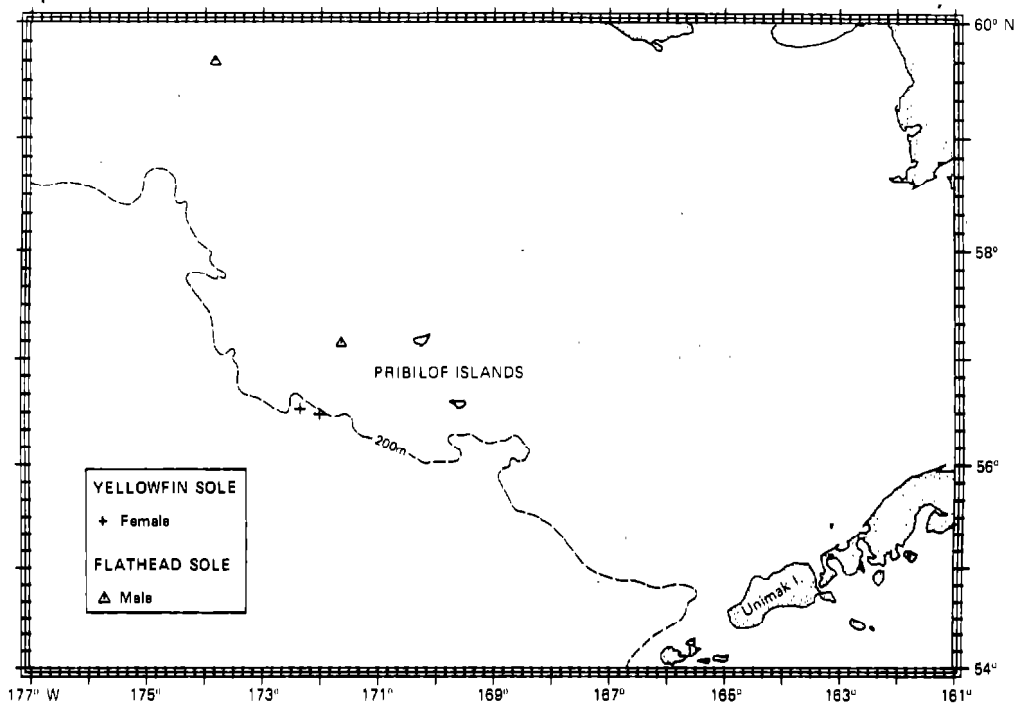 60° N
58°
PRIBILOF ISLANDS
200m
56°
YELLOWFIN SOLE
+ Female
FLATHEAD SOLE
△ Male
Unimak I.
54°
177° W 175° 173° 171° 169° 167° 165° 163° 161°